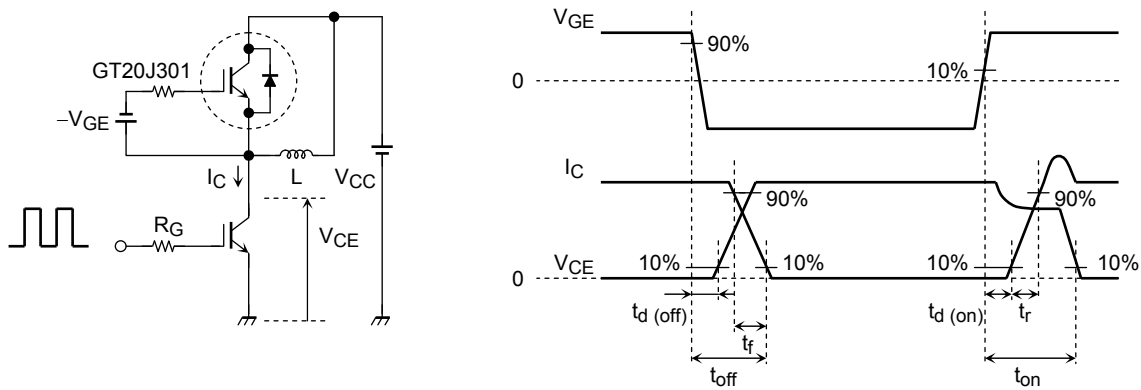 GT20J301
−VGE
IC
L
VCC
RG
VCE
VGE
90%
0
10%
IC
90%
90%
VCE
10%
10%
10%
10%
0
td (off)
tf
toff
td (on)
tr
ton